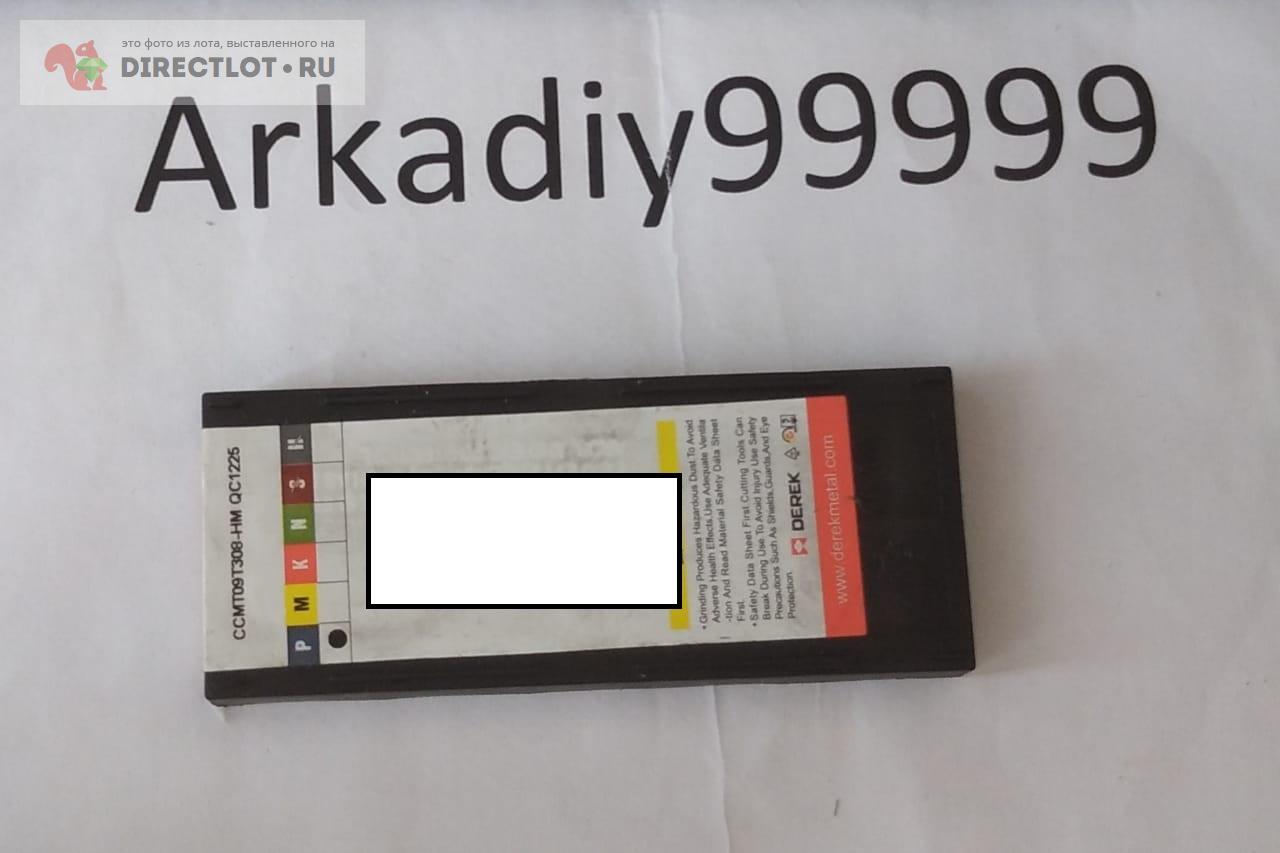 это фото из лота, выставленного на
DIRECTLOT•RU
Arkadiy99999
CCMT09T308-HM QC1225
P M K N S H
• Grinding Produces Hazardous Dust.To Avoid
Adverse Health Effects,Use Adequate Ventila
-tion And Read Material Safety Data Sheet
First.
• Safety Data Sheet First.Cutting Tools Can
Break During Use.To Avoid Injury Use Safety
Precautions Such As Shields,Guards,And Eye
Protection.
DEREK
www.derekmetal.com